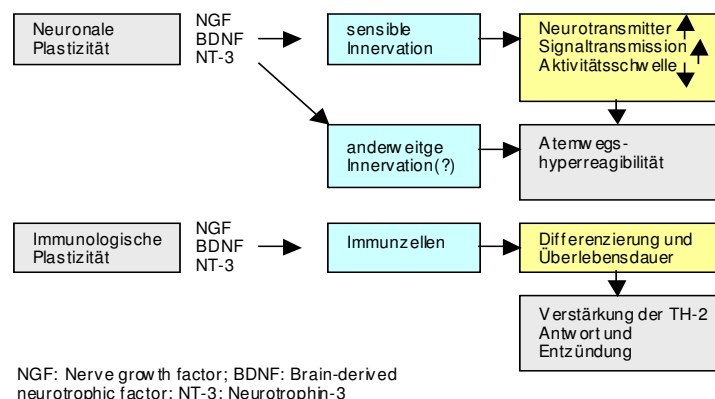 Neuronale
Plastizität
NGF
BDNF
NT-3
sensible
Innervation
Neurotransmitter
Signaltransmission
Aktivitätsschwelle
anderweitge
Innervation(?)
Atemwegs-
hyperreagibilität
Immunologische
Plastizität
NGF
BDNF
NT-3
Immunzellen
Differenzierung und
Überlebensdauer
Verstärkung der TH-2
Antwort und
Entzündung
NGF: Nerve growth factor; BDNF: Brain-derived
neurotrophic factor; NT-3: Neurotrophin-3